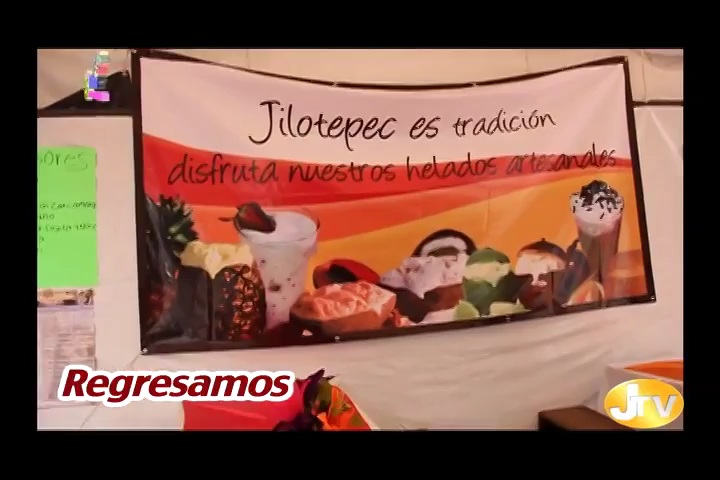 Jilotepec es tradición
disfruta nuestros helados artesanales
Regresamos
JTV